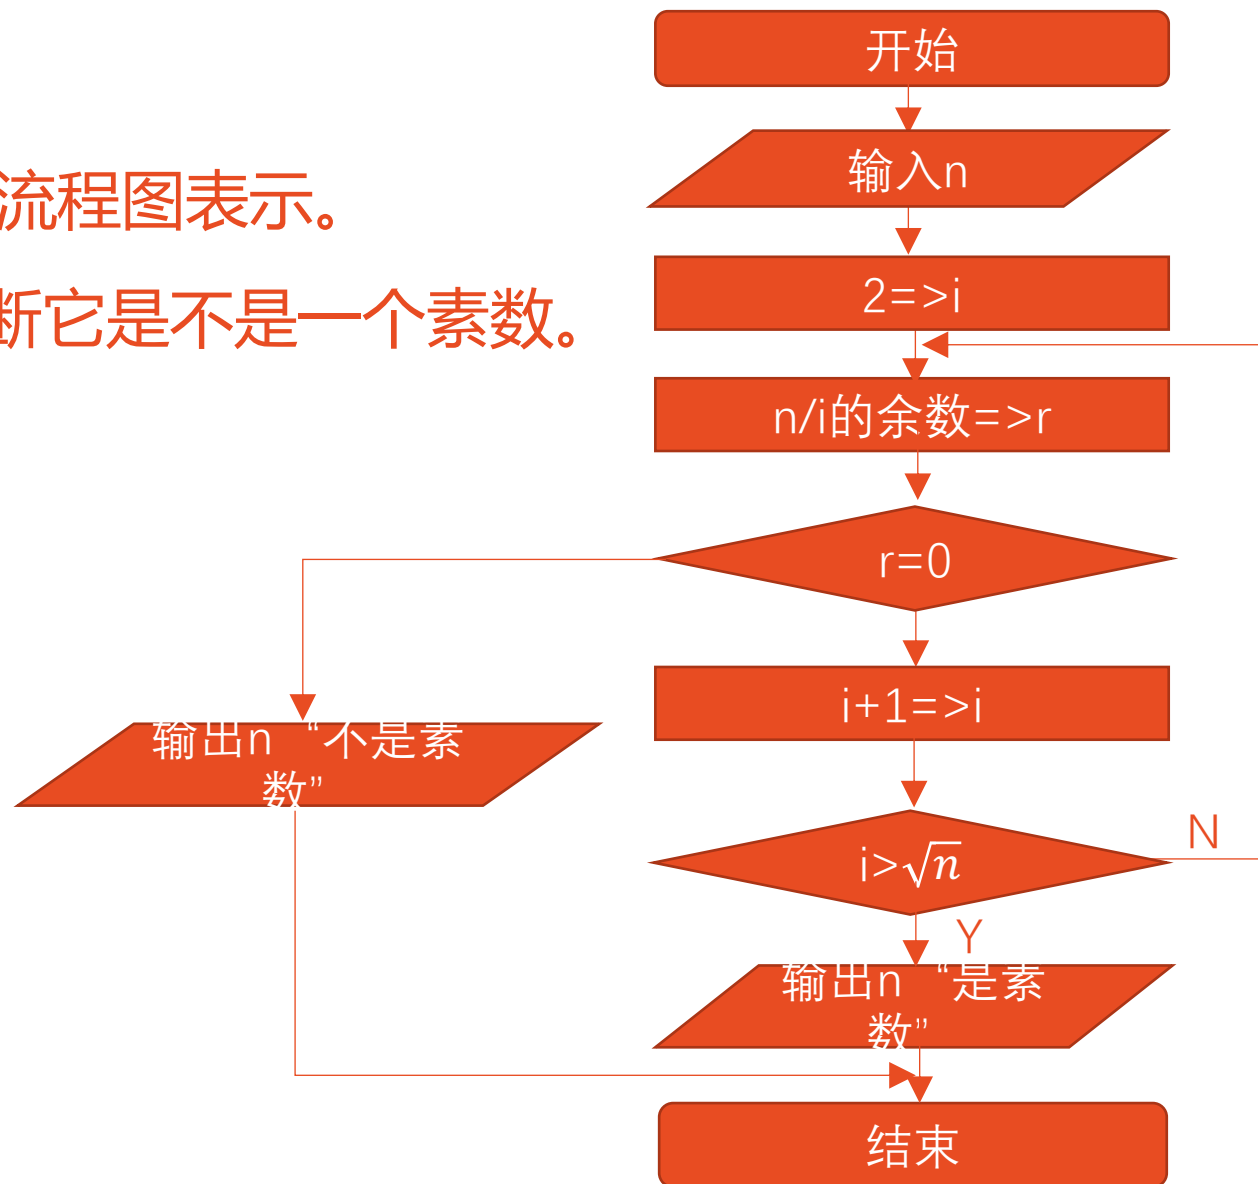 流程图表示。
断它是不是一个素数。
开始
输入n
2=>i
n/i的余数=>r
r=0
i+1=>i
输出n “不是素
数”
i>√n
N
Y
输出n “是素
数”
结束